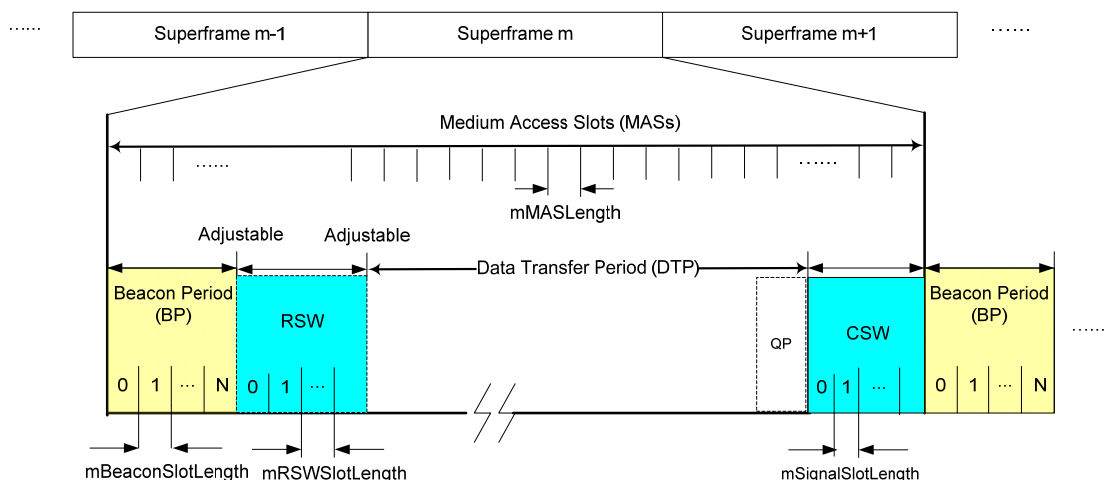 ...... Superframe m-1 Superframe m Superframe m+1 ......
Medium Access Slots (MASs)
...... ......
mMASLength
Adjustable Adjustable
Data Transfer Period (DTP)
Beacon Period
(BP)
RSW
QP
CSW
Beacon Period
(BP)
......
0 1 ... N 0 1 ... 0 1 ... 0 1 ... N
mBeaconSlotLength mRSWSlotLength mSignalSlotLength